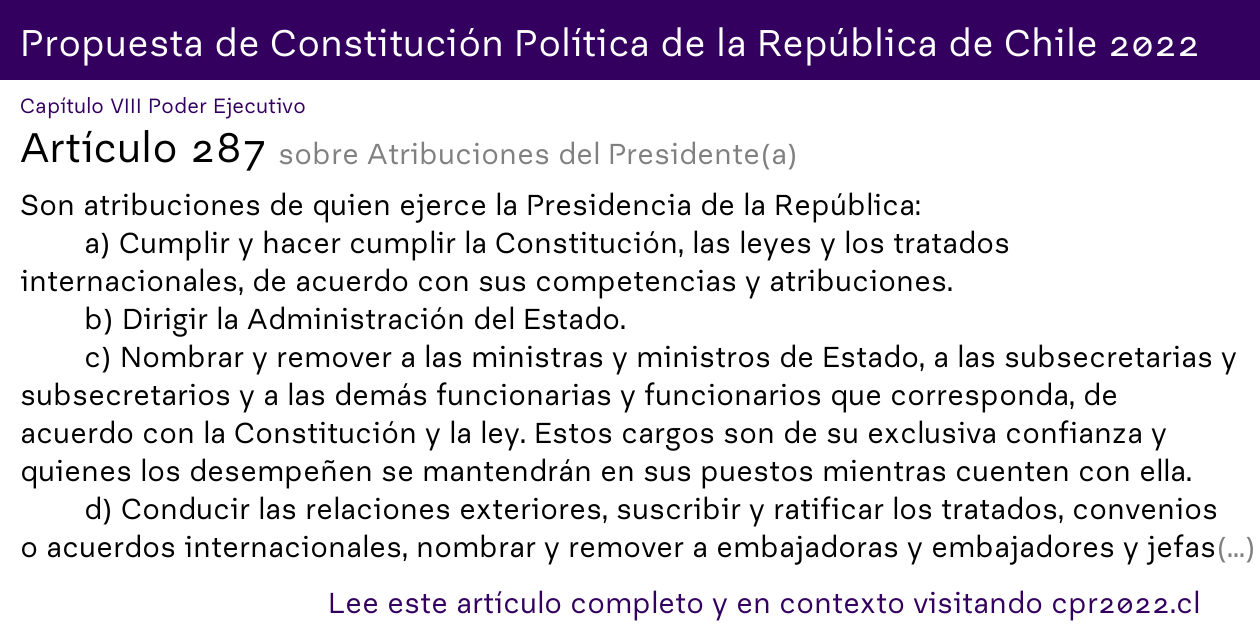 Propuesta de Constitución Política de la República de Chile 2022
Capítulo VIII Poder Ejecutivo
Artículo 287 sobre Atribuciones del Presidente(a)
Son atribuciones de quien ejerce la Presidencia de la República:
a) Cumplir y hacer cumplir la Constitución, las leyes y los tratados
internacionales, de acuerdo con sus competencias y atribuciones.
b) Dirigir la Administración del Estado.
c) Nombrar y remover a las ministras y ministros de Estado, a las subsecretarias y
subsecretarios y a las demás funcionarias y funcionarios que corresponda, de
acuerdo con la Constitución y la ley. Estos cargos son de su exclusiva confianza y
quienes los desempeñen se mantendrán en sus puestos mientras cuenten con ella.
d) Conducir las relaciones exteriores, suscribir y ratificar los tratados, convenios
o acuerdos internacionales, nombrar y remover a embajadoras y embajadores y jefas(...)
Lee este artículo completo y en contexto visitando cpr2022.cl